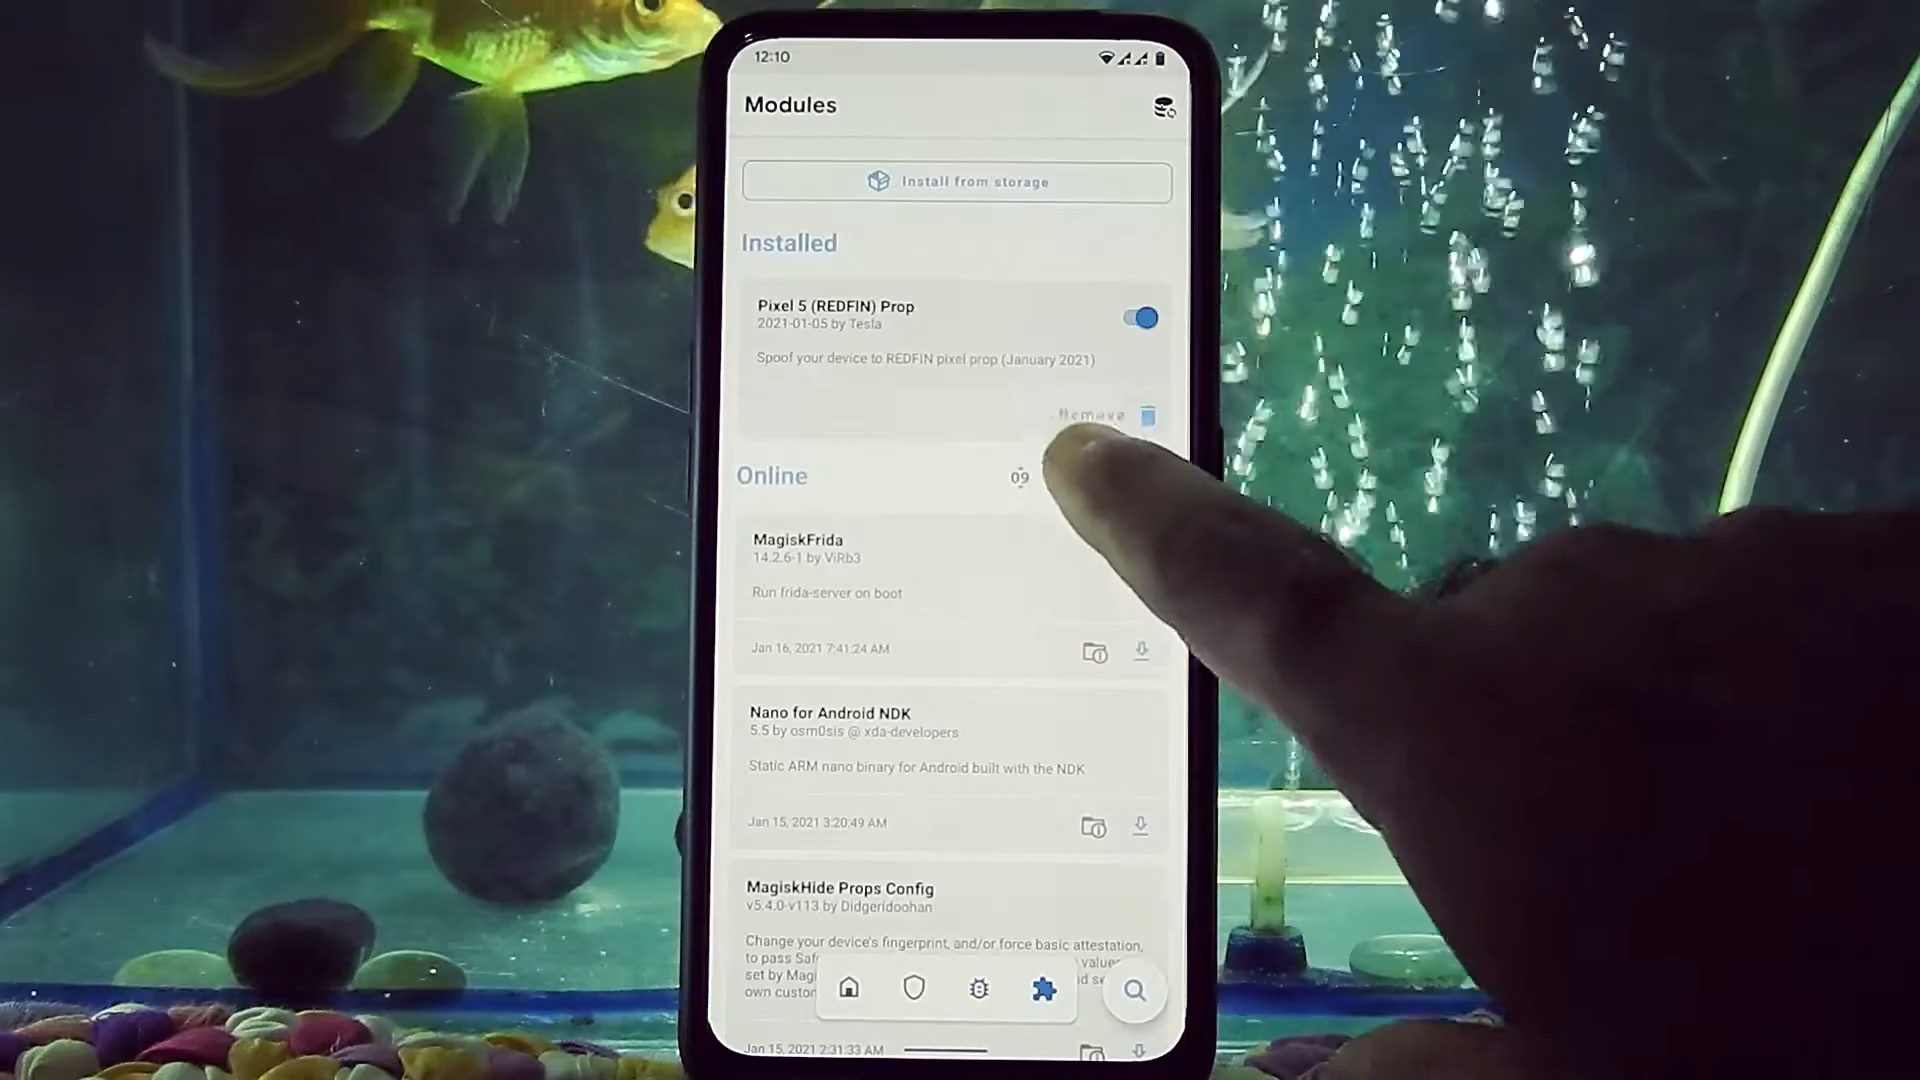 12:10
Modules
Install from storage
Installed
Pixel 5 (REDFIN) Prop
2021-01-05 by Tesla
Spoof your device to REDFIN pixel prop (January 2021)
Remove
Online
MagiskFrida
14.2.6-1 by ViRb3
Run frida-server on boot
Jan 16, 2021 7:41:24 AM
Nano for Android NDK
5.5 by osm0sis @ xda-developers
Static ARM nano binary for Android built with the NDK
Jan 15, 2021 3:20:49 AM
MagiskHide Props Config
v5.4.0-v113 by Didgeridoohan
Change your device's fingerprint, and/or force basic attestation,
to pass
set by
own
Jan 15, 2021 2:31:33 AM